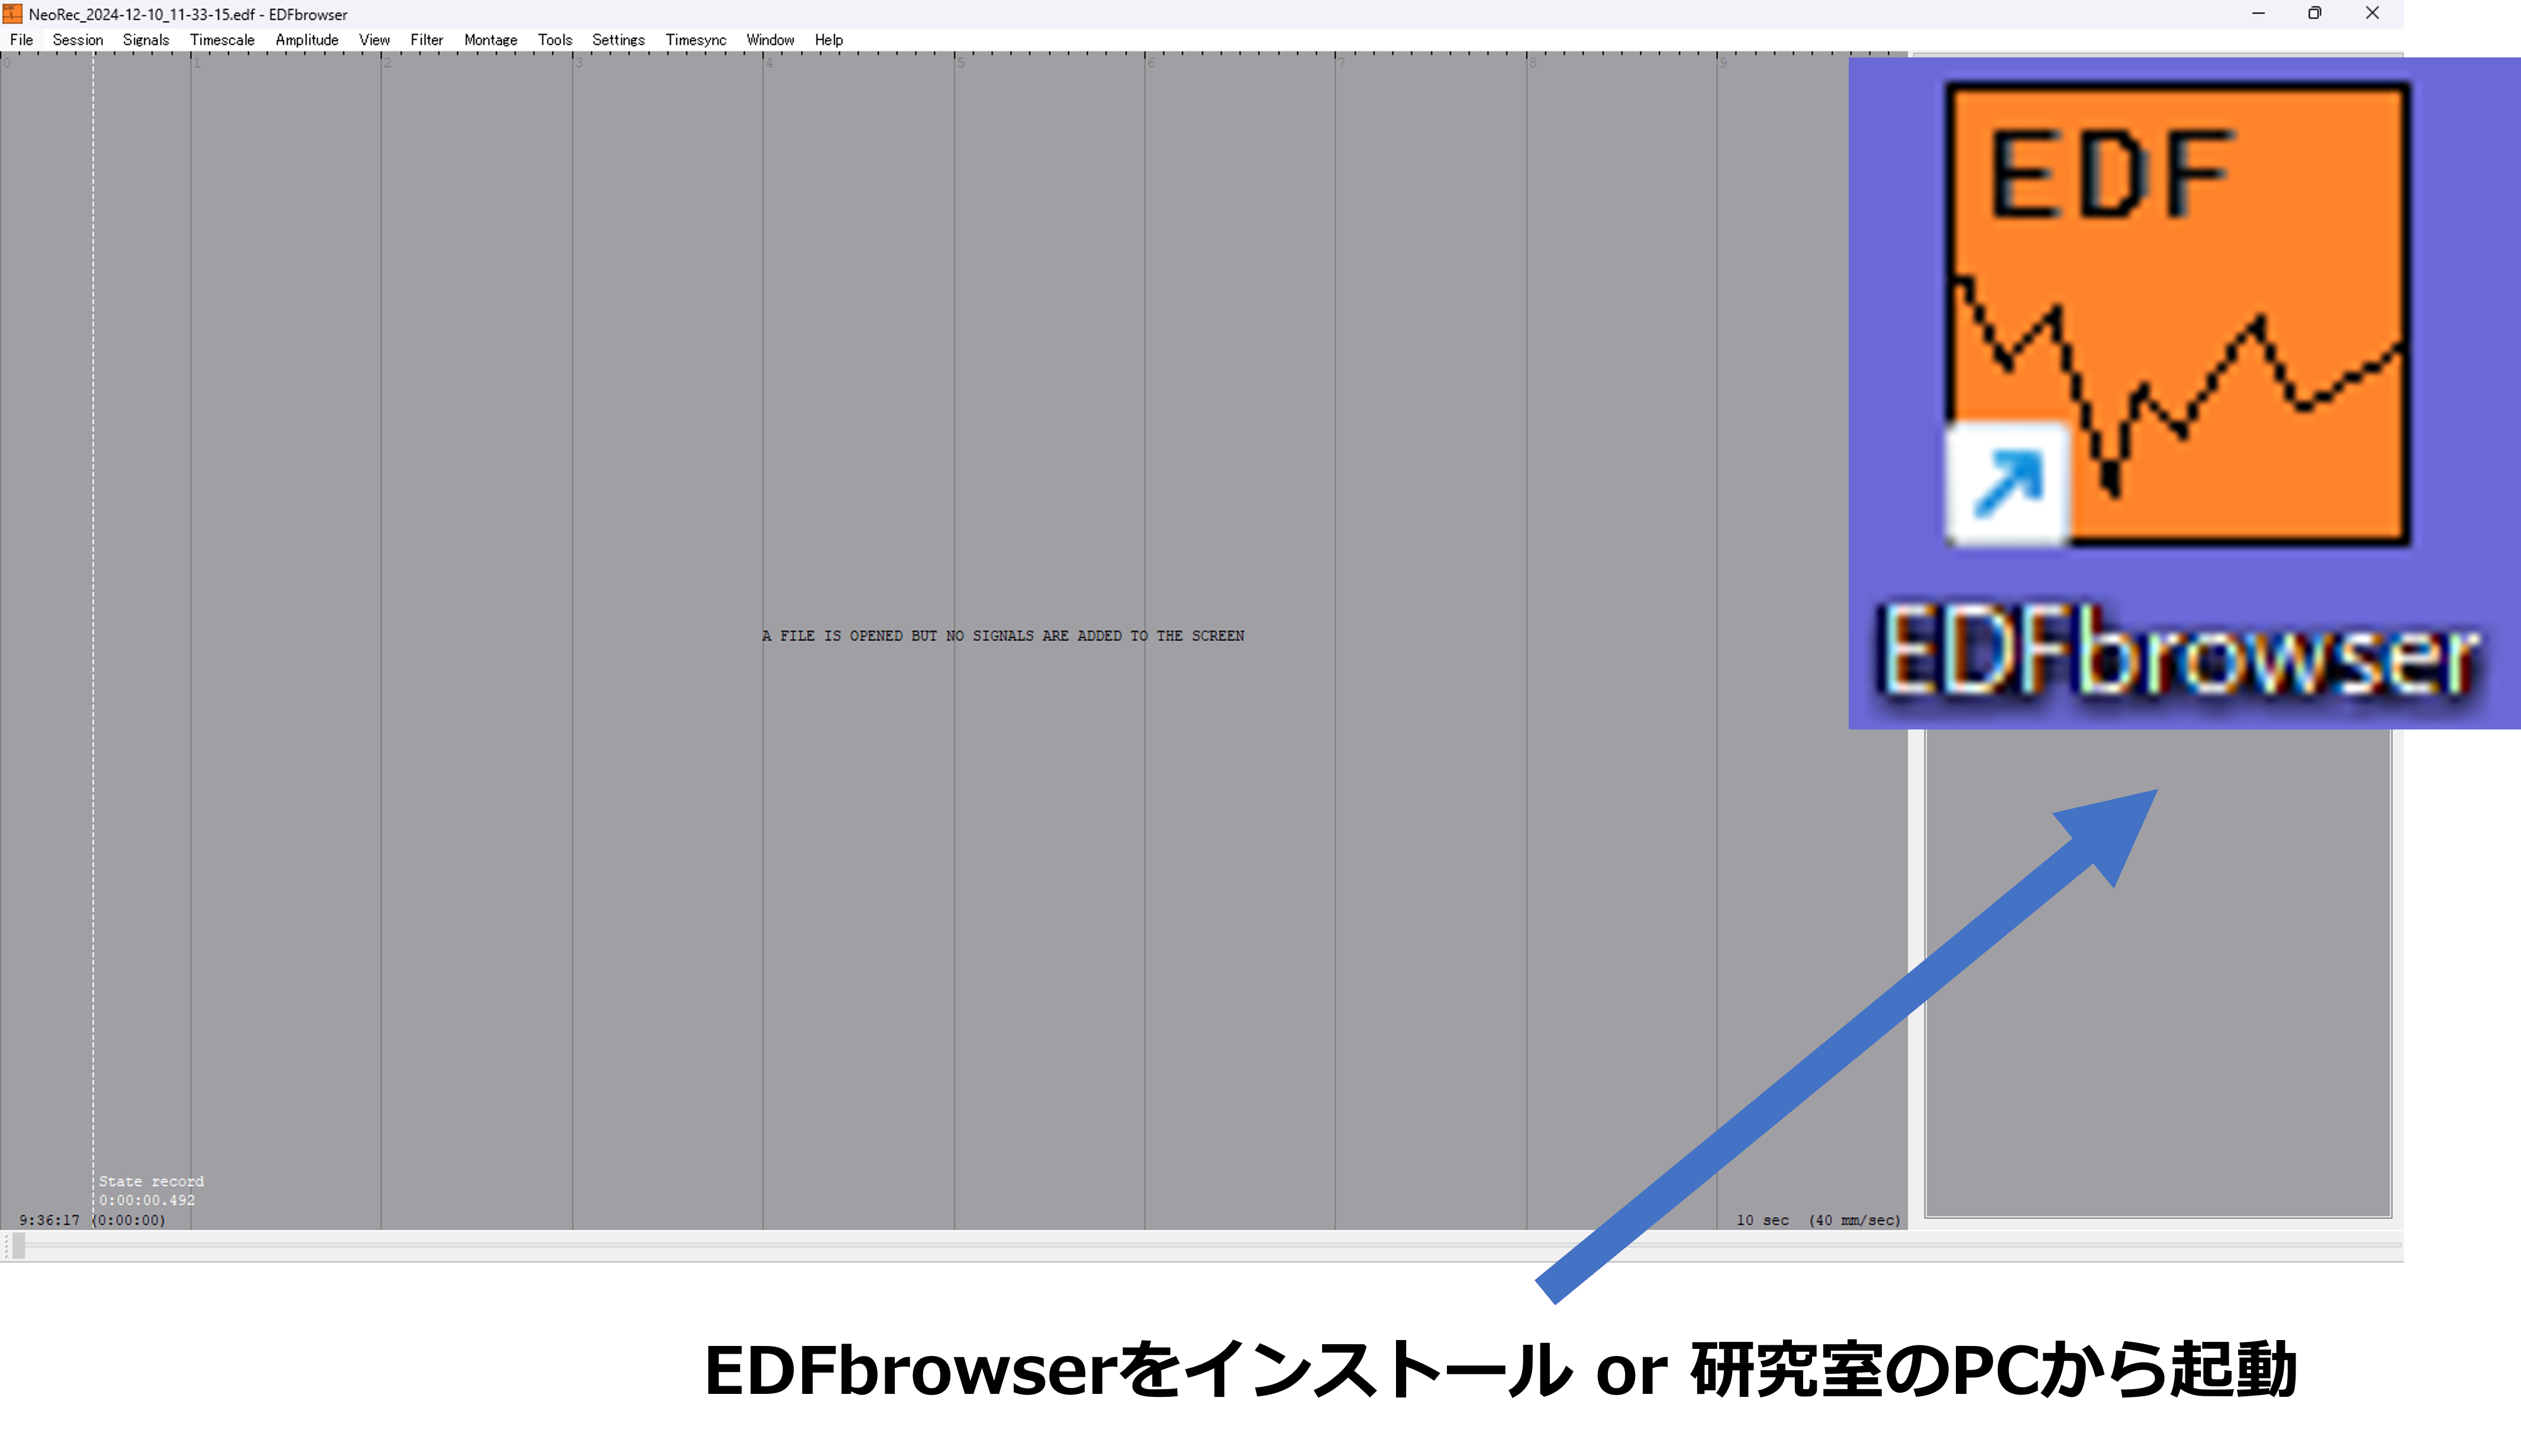 NeoRec_2024-12-10_11-33-15.edf - EDFbrowser
File Session Signals Timescale Amplitude View Filter Montage Tools Settings Timesync Window Help
0 1 2 3 4 5 6 7 8 9
EDF
EDFbrowser
A FILE IS OPENED BUT NO SIGNALS ARE ADDED TO THE SCREEN
State record
0:00:00.492
9:36:17 (0:00:00)
10 sec (40 mm/sec)
EDFbrowserをインストール or 研究室のPCから起動